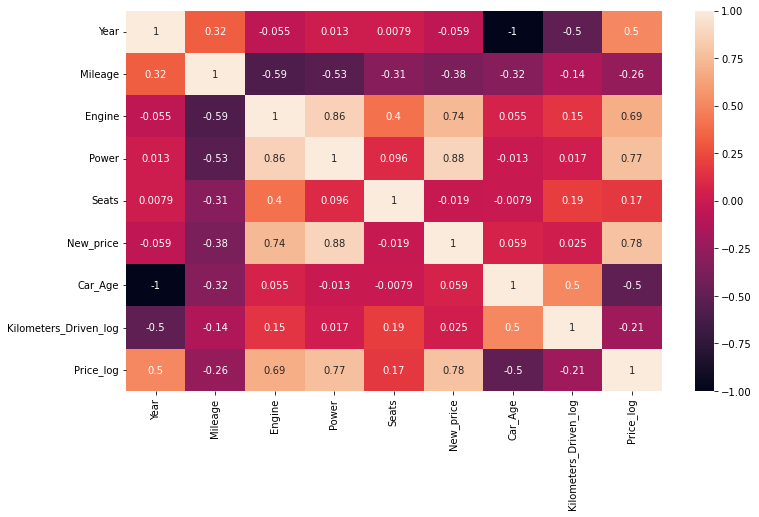 Year 1 0.32 -0.055 0.013 0.0079 -0.059 -1 -0.5 0.5
Mileage 0.32 1 -0.59 -0.53 -0.31 -0.38 -0.32 -0.14 -0.26
Engine -0.055 -0.59 1 0.86 0.4 0.74 0.055 0.15 0.69
Power 0.013 -0.53 0.86 1 0.096 0.88 -0.013 0.017 0.77
Seats 0.0079 -0.31 0.4 0.096 1 -0.019 -0.0079 0.19 0.17
New_price -0.059 -0.38 0.74 0.88 -0.019 1 0.059 0.025 0.78
Car_Age -1 -0.32 0.055 -0.013 -0.0079 0.059 1 0.5 -0.5
Kilometers_Driven_log -0.5 -0.14 0.15 0.017 0.19 0.025 0.5 1 -0.21
Price_log 0.5 -0.26 0.69 0.77 0.17 0.78 -0.5 -0.21 1
Year
Mileage
Engine
Power
Seats
New_price
Car_Age
Kilometers_Driven_log
Price_log
1.00
0.75
0.50
0.25
0.00
−0.25
−0.50
−0.75
−1.00